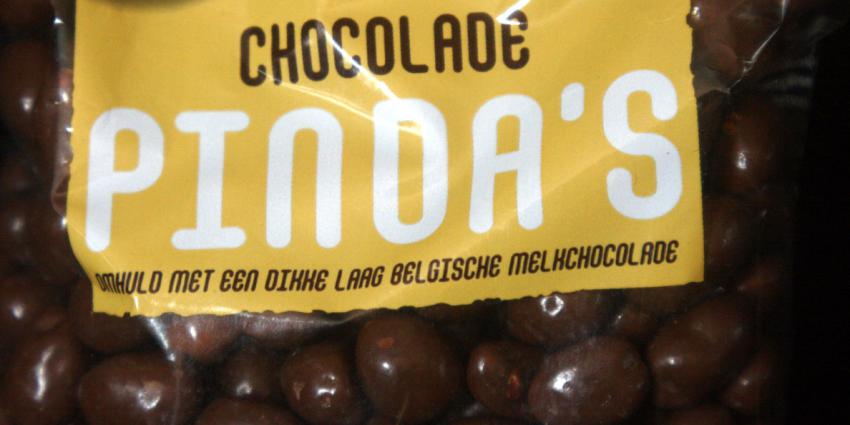 CHOCOLADE
PINDA'S
OMHULD MET EEN DIKKE LAAG BELGISCHE MELKCHOCOLADE